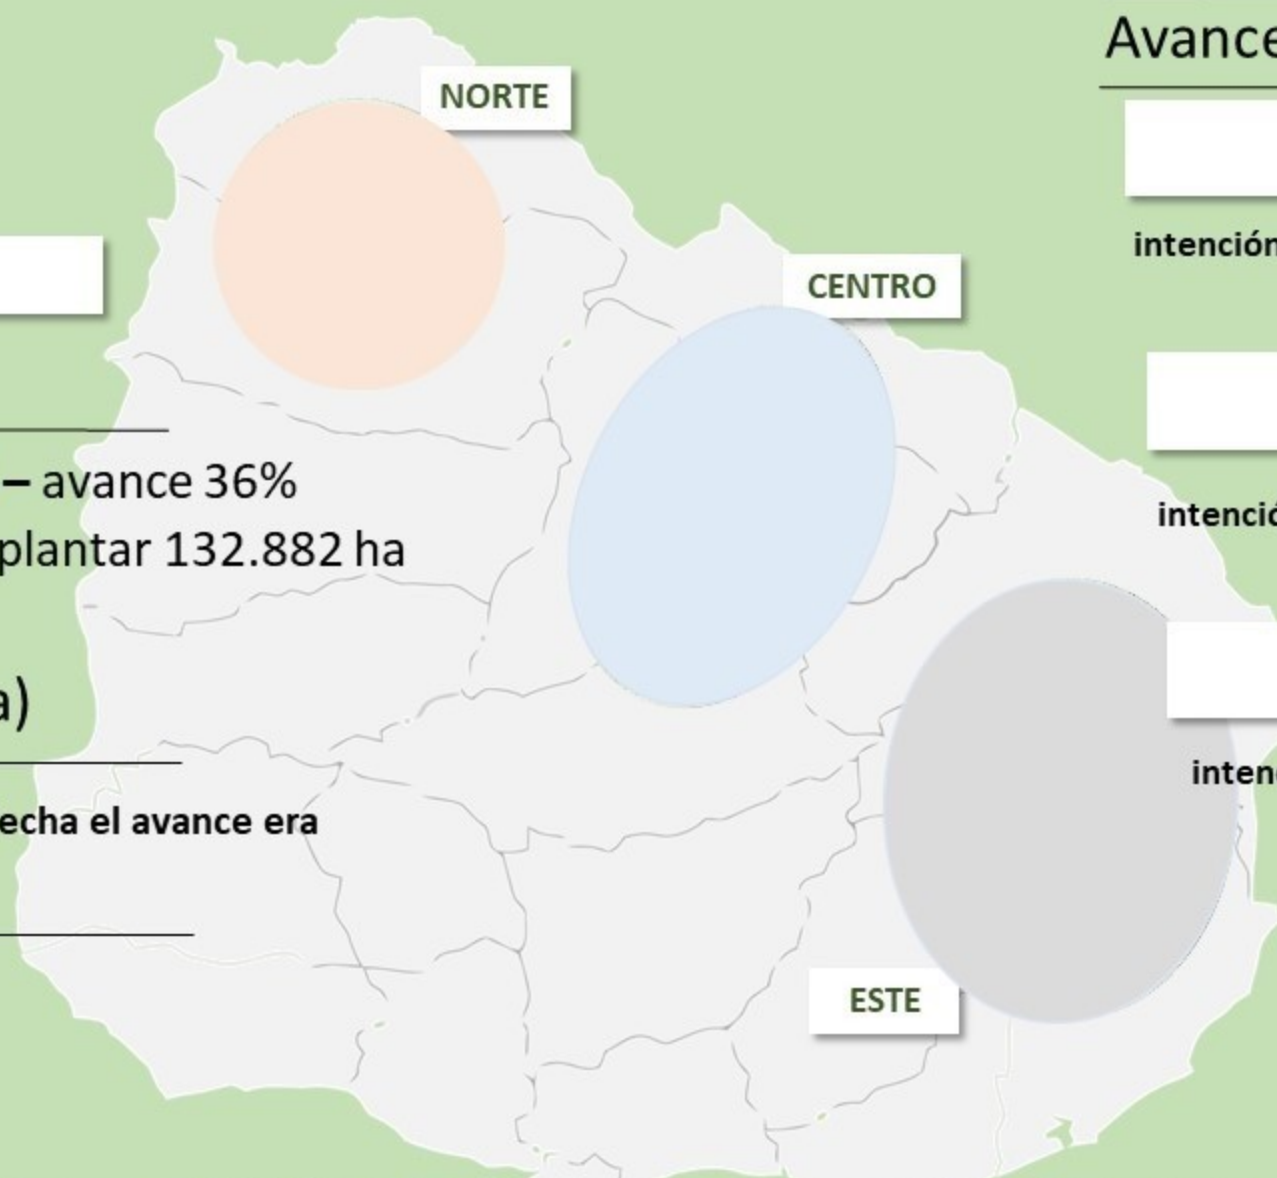 NORTE
CENTRO
ESTE
– avance 36%
plantar 132.882 ha
a)
echa el avance era
Avance
intención
intenció
inten